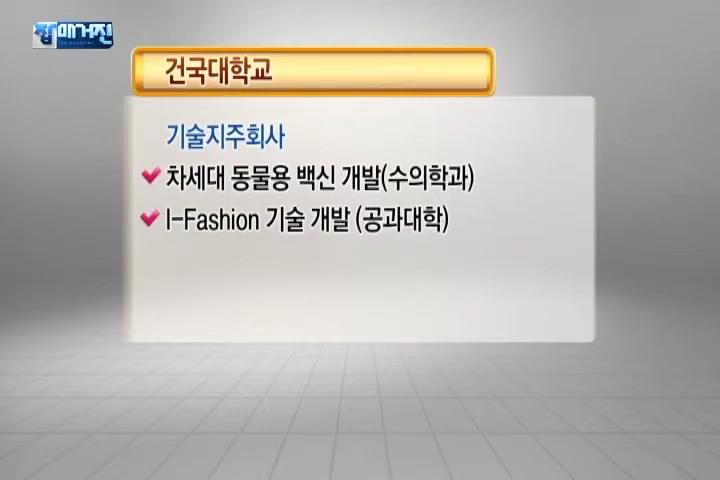 잡매거진
건국대학교
기술지주회사
차세대 동물용 백신 개발(수의학과)
I-Fashion 기술 개발 (공과대학)